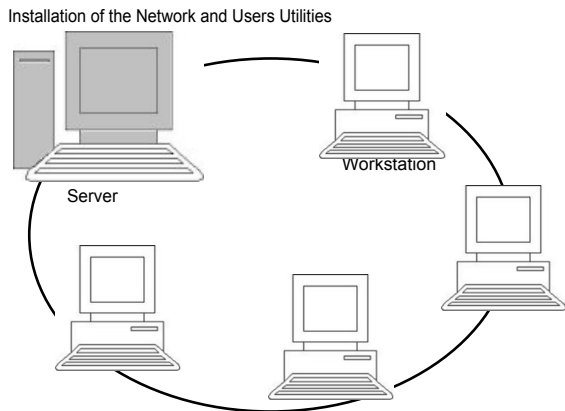 Installation of the Network and Users Utilities
Workstation
Server